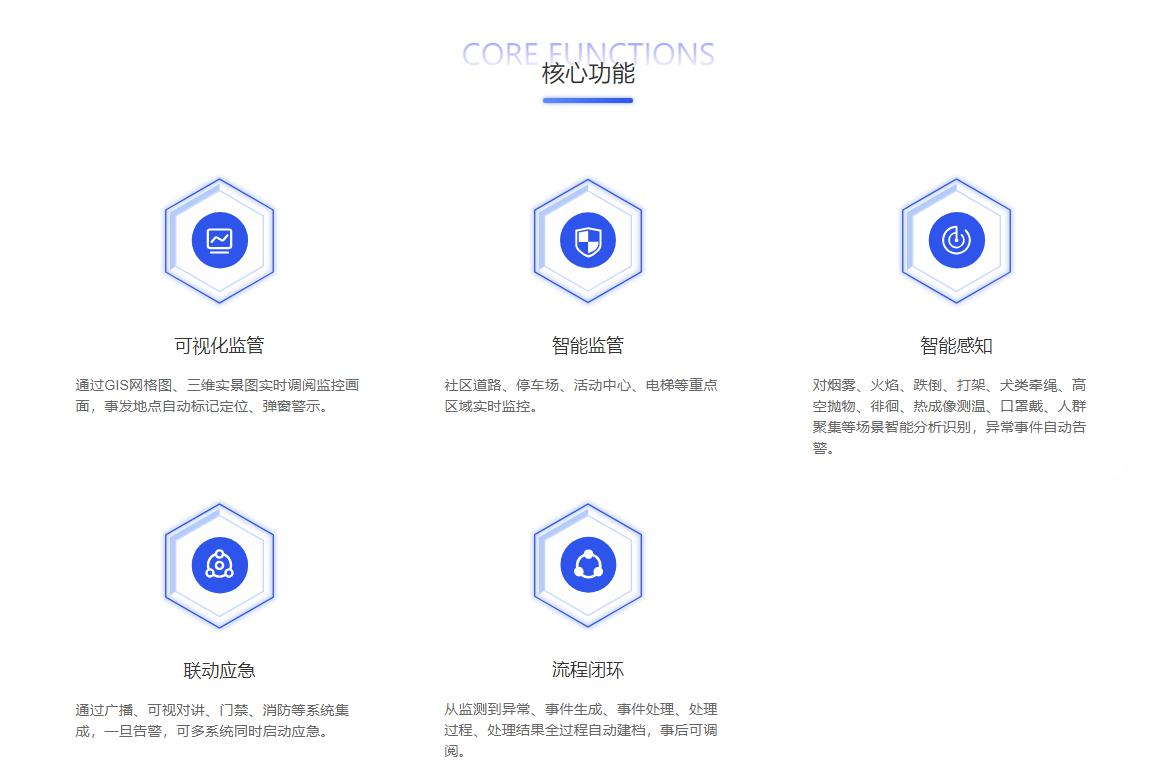 CORE FUNCTIONS
核心功能
可视化监管
通过GIS网格图、三维实景图实时调阅监控画
面，事发地点自动标记定位、弹窗警示。
智能监管
社区道路、停车场、活动中心、电梯等重点
区域实时监控。
智能感知
对烟雾、火焰、跌倒、打架、犬类牵绳、高
空抛物、徘徊、热成像测温、口罩戴、人群
聚集等场景智能分析识别，异常事件自动告
警。
联动应急
通过广播、可视对讲、门禁、消防等系统集
成，一旦告警，可多系统同时启动应急。
流程闭环
从监测到异常、事件生成、事件处理、处理
过程、处理结果全过程自动建档，事后可调
阅。